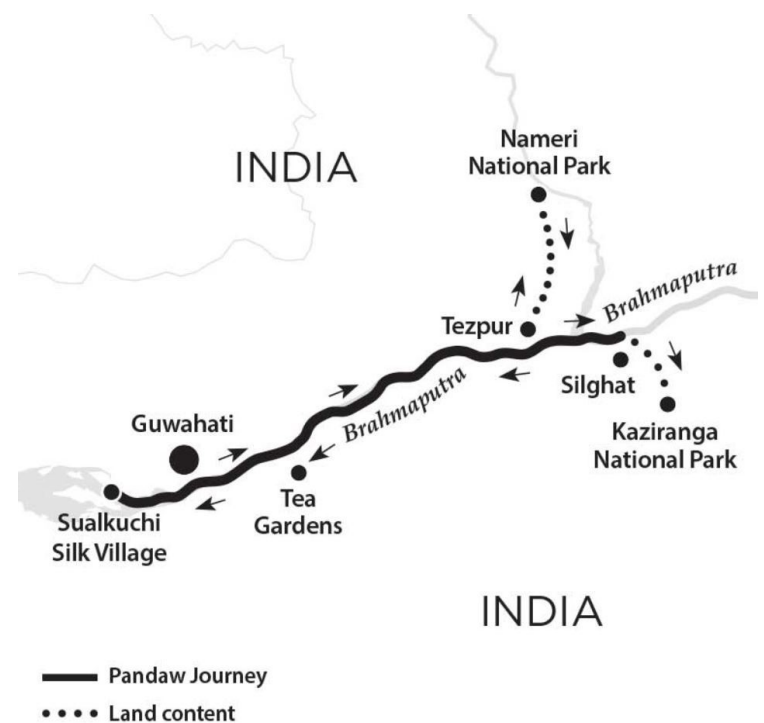 Nameri
National Park
INDIA
Brahmaputra
Tezpur
Silghat
Brahmaputra
Guwahati
Kaziranga
National Park
Tea
Gardens
Sualkuchi
Silk Village
INDIA
Pandaw Journey
Land content